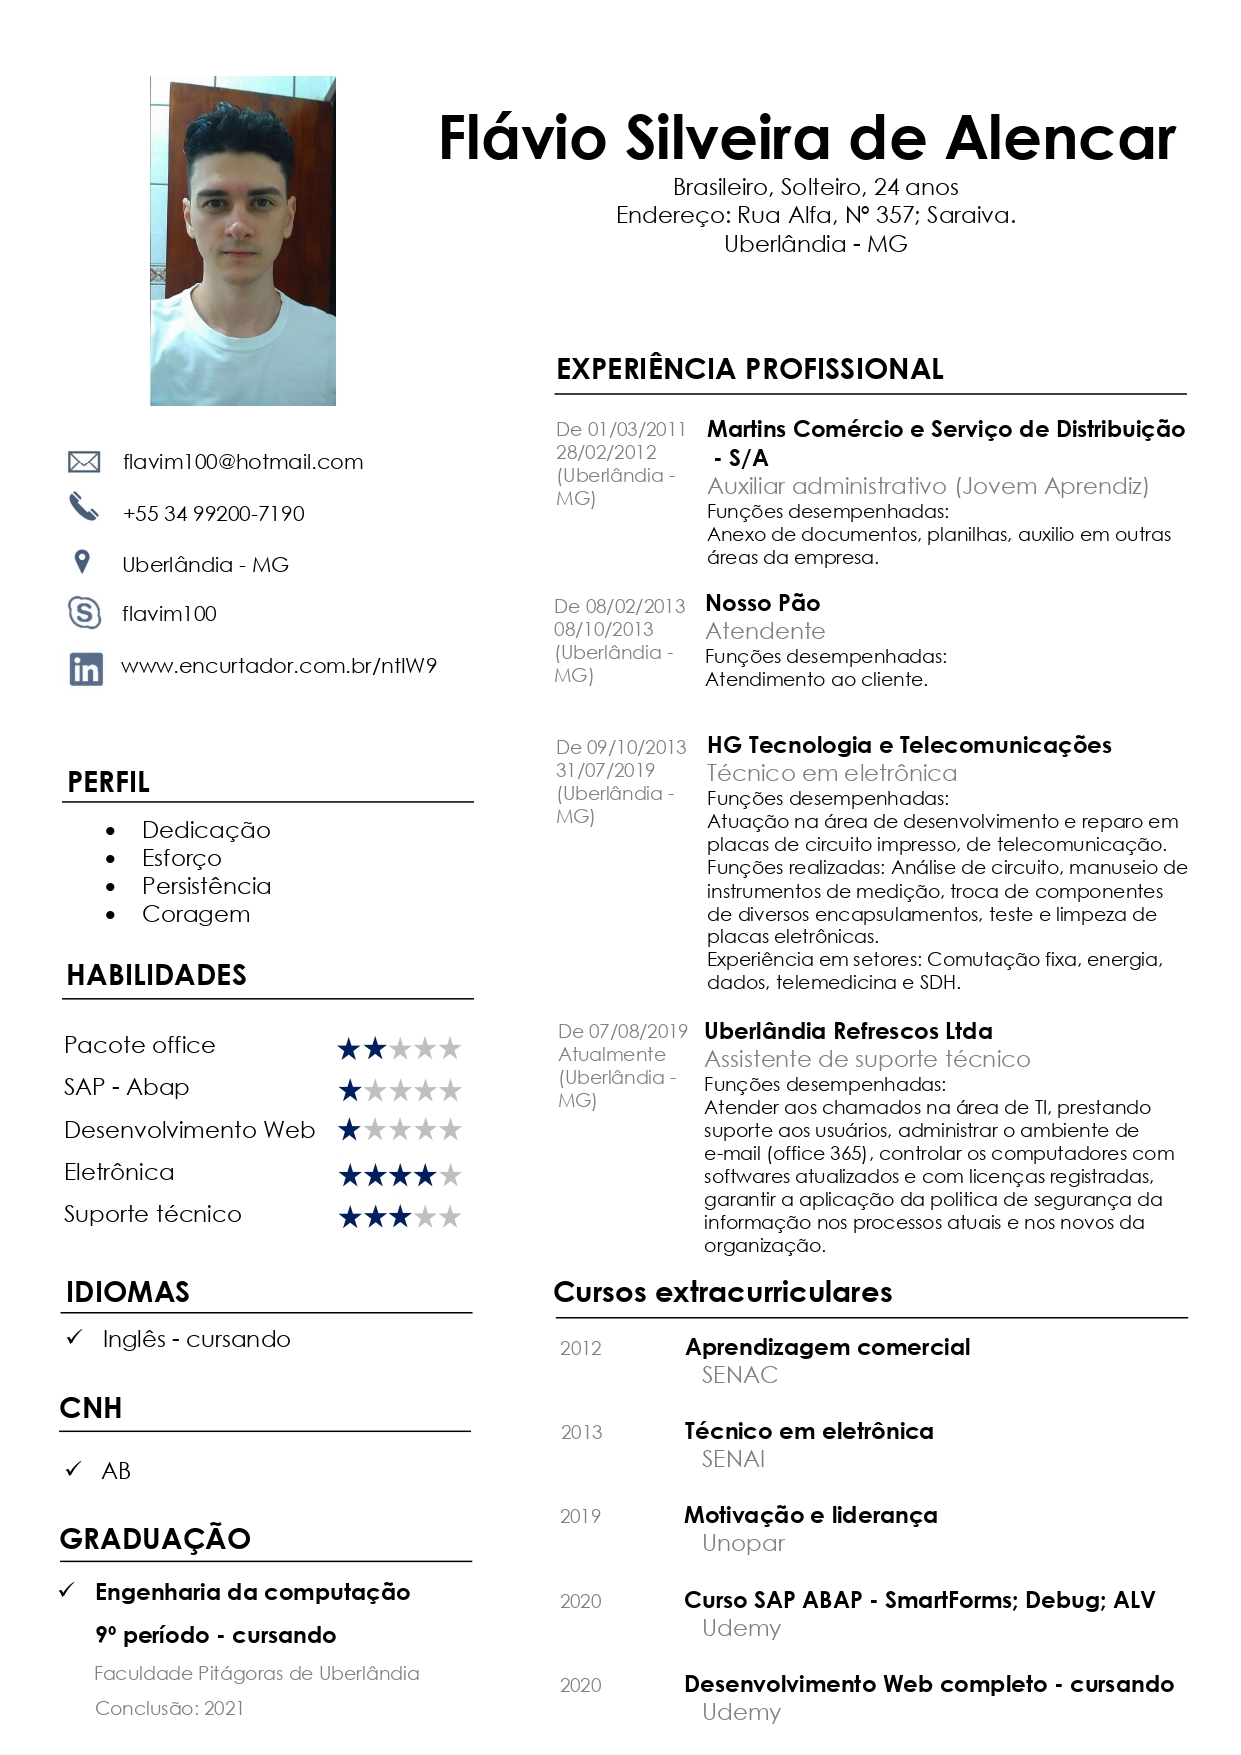 Flávio Silveira de Alencar
Brasileiro, Solteiro, 24 anos
Endereço: Rua Alfa, Nº 357; Saraiva.
Uberlândia - MG
flavim100@hotmail.com
+55 34 99200-7190
Uberlândia - MG
flavim100
in www.encurtador.com.br/ntIW9
PERFIL
• Dedicação
• Esforço
• Persistência
• Coragem
HABILIDADES
Pacote office
SAP - Abap
Desenvolvimento Web
Eletrônica
Suporte técnico
IDIOMAS
✓ Inglês - cursando
CNH
✓ AB
GRADUAÇÃO
✓ Engenharia da computação
9º período - cursando
Faculdade Pitágoras de Uberlândia
Conclusão: 2021
EXPERIÊNCIA PROFISSIONAL
De 01/03/2011
28/02/2012
(Uberlândia -
MG)
Martins Comércio e Serviço de Distribuição
- S/A
Auxiliar administrativo (Jovem Aprendiz)
Funções desempenhadas:
Anexo de documentos, planilhas, auxilio em outras
áreas da empresa.
De 08/02/2013
08/10/2013
(Uberlândia -
MG)
Nosso Pão
Atendente
Funções desempenhadas:
Atendimento ao cliente.
De 09/10/2013
31/07/2019
(Uberlândia -
MG)
HG Tecnologia e Telecomunicações
Técnico em eletrônica
Funções desempenhadas:
Atuação na área de desenvolvimento e reparo em
placas de circuito impresso, de telecomunicação.
Funções realizadas: Análise de circuito, manuseio de
instrumentos de medição, troca de componentes
de diversos encapsulamentos, teste e limpeza de
placas eletrônicas.
Experiência em setores: Comutação fixa, energia,
dados, telemedicina e SDH.
De 07/08/2019
Atualmente
(Uberlândia -
MG)
Uberlândia Refrescos Ltda
Assistente de suporte técnico
Funções desempenhadas:
Atender aos chamados na área de TI, prestando
suporte aos usuários, administrar o ambiente de
e-mail (office 365), controlar os computadores com
softwares atualizados e com licenças registradas,
garantir a aplicação da politica de segurança da
informação nos processos atuais e nos novos da
organização.
Cursos extracurriculares
2012 Aprendizagem comercial
SENAC
2013 Técnico em eletrônica
SENAI
2019 Motivação e liderança
Unopar
2020 Curso SAP ABAP - SmartForms; Debug; ALV
Udemy
2020 Desenvolvimento Web completo - cursando
Udemy